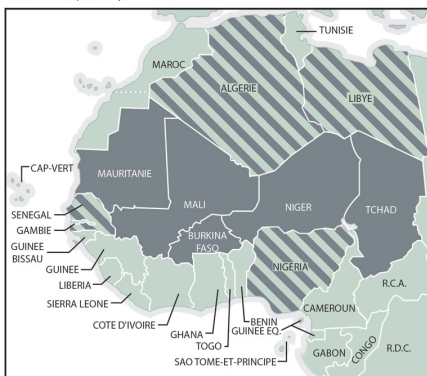 TUNISIE
MAROC
ALGERIE
LIBYE
CAP-VERT
MAURITANIE
MALI
NIGER
TCHAD
SENEGAL
GAMBIE
GUINEE
BISSAU
BURKINA
FASO
NIGERIA
GUINEE
LIBERIA
SIERRA LEONE
COTE D'IVOIRE
GHANA
TOGO
BENIN
GUINEE EQ.
SAO TOME-ET-PRINCIPE
CAMEROUN
R.C.A.
GABON
CONGO
R.D.C.